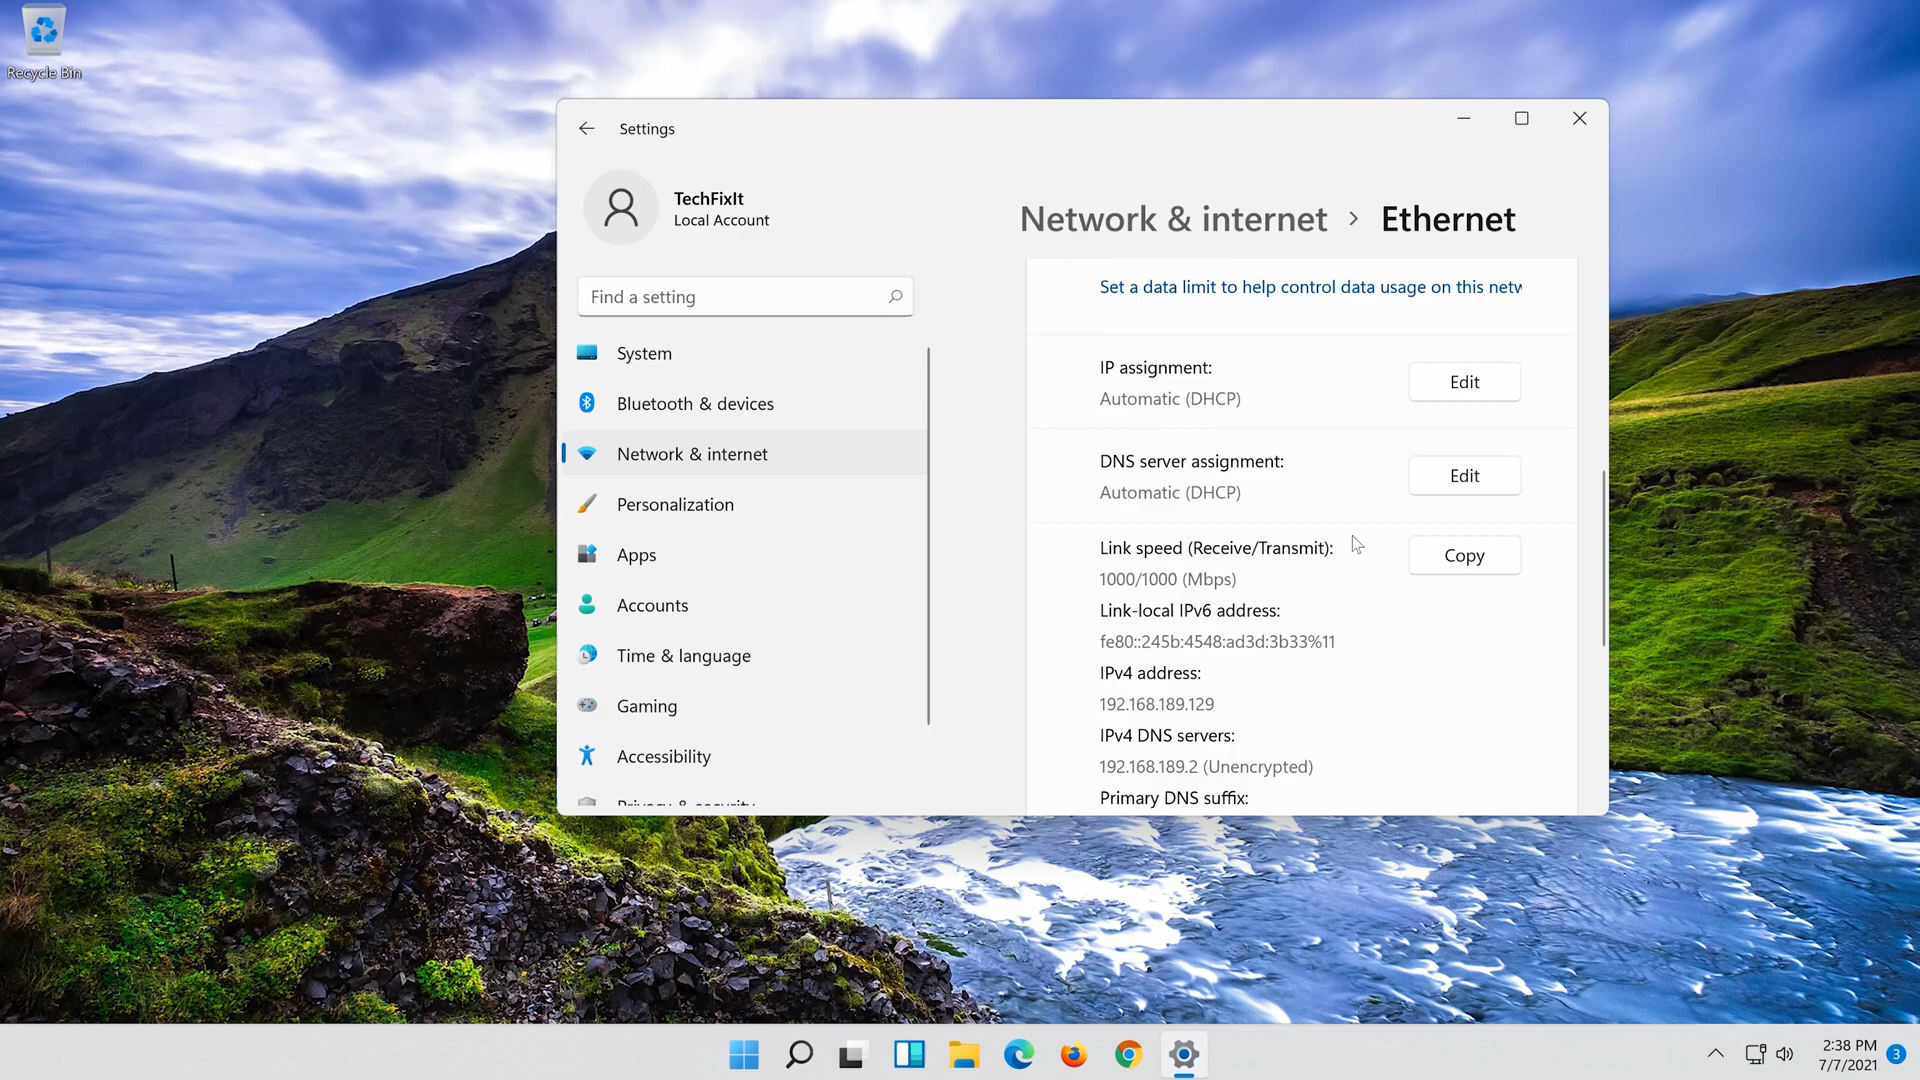 Recycle Bin
Settings
TechFixIt
Local Account
Find a setting
System
Bluetooth & devices
Network & internet
Personalization
Apps
Accounts
Time & language
Gaming
Accessibility
Privacy & security
Network & internet > Ethernet
Set a data limit to help control data usage on this netw
IP assignment:
Automatic (DHCP)
Edit
DNS server assignment:
Automatic (DHCP)
Edit
Link speed (Receive/Transmit):
1000/1000 (Mbps)
Copy
Link-local IPv6 address:
fe80::245b:4548:ad3d:3b33%11
IPv4 address:
192.168.189.129
IPv4 DNS servers:
192.168.189.2 (Unencrypted)
Primary DNS suffix:
2:38 PM
7/7/2021
3